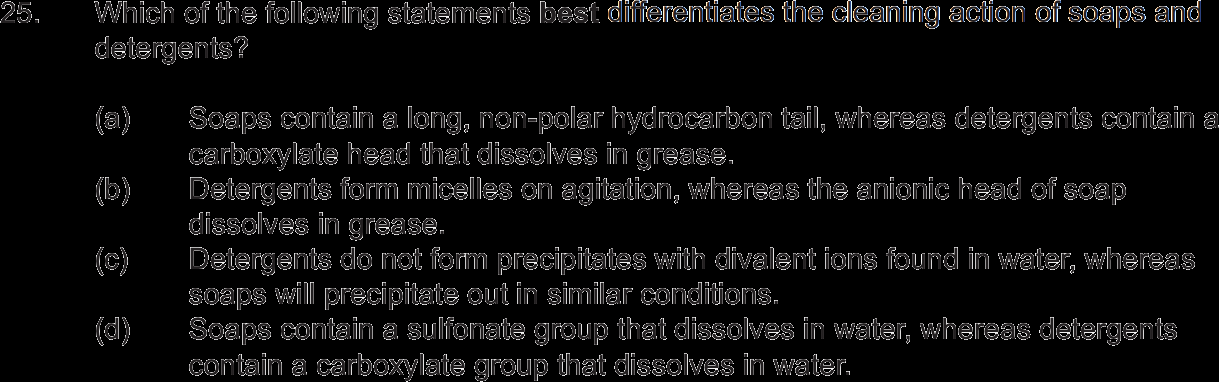 25. Which of the following statements best differentiates the cleaning action of soaps and
detergents?
(a) Soaps contain a long, non-polar hydrocarbon tail, whereas detergents contain a
carboxylate head that dissolves in grease.
(b) Detergents form micelles on agitation, whereas the anionic head of soap
dissolves in grease.
(c) Detergents do not form precipitates with divalent ions found in water, whereas
soaps will precipitate out in similar conditions.
(d) Soaps contain a sulfonate group that dissolves in water, whereas detergents
contain a carboxylate group that dissolves in water.